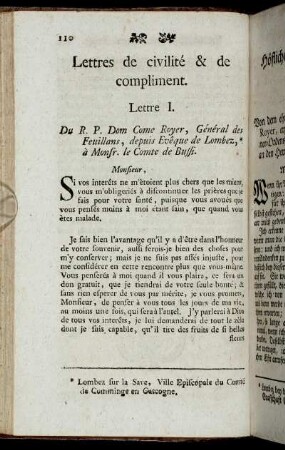 110
Lettres de civilité & de
compliment.
Lettre I.
Du R. P. Dom Come Royer, Général des
Feuillans, depuis Evêque de Lombez,*
à Monsr. le Comte de Bussi.
Monsieur,
Si vos intérêts ne m'étoient plus chers que les miens,
vous m'obligeriés à discontinuer les prières que je
fais pour votre santé, puisque vous avoués que
vous pensés moins à moi étant sain, que quand vous
êtes malade.
Je sais bien l'avantage qu'il y a d'être dans l'honneur
de votre souvenir, aussi ferois-je bien des choses pour
m'y conserver; mais je ne suis pas assés injuste, pour
me considérer en cette rencontre plus que vous même.
Vous penserés à moi quand il vous plaira, ce sera un
don gratuit, que je tiendrai de votre seule bonté; &
sans rien espérer de vous par mérite, je vous promets,
Monsieur, de penser à vous tous les jours de ma vie,
au moins une fois, qui sera à l'autel. J'y parlerai à Dieu
de tous vos intérêts, je lui demanderai de tout le zèle
dont je suis capable, qu'il tire des fruits de si belles
fleurs
* Lombez sur la Save, Ville Episcopale du Comté
de Comminge en Gascogne.
Höfliche